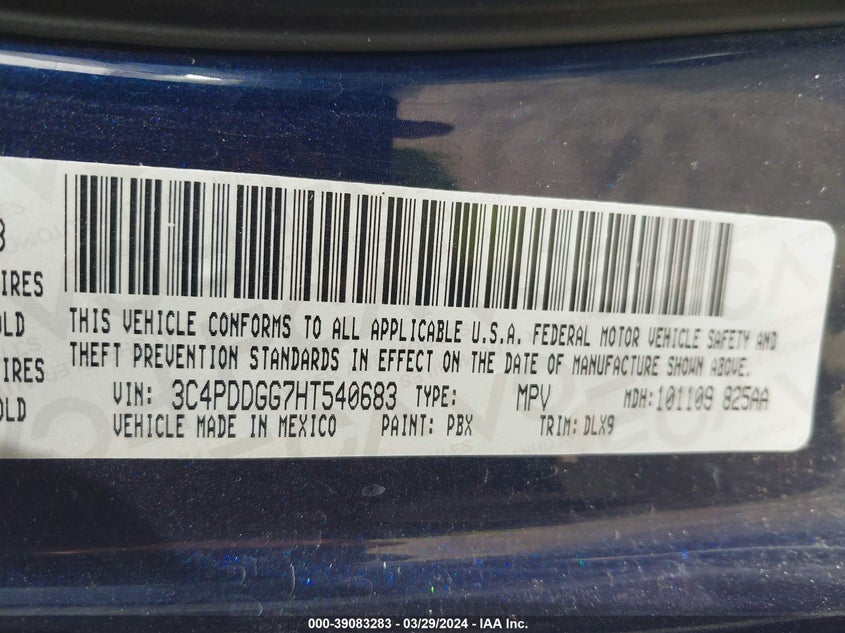 8
IRES
OLD
IRES
OLD
THIS VEHICLE CONFORMS TO ALL APPLICABLE U.S.A. FEDERAL MOTOR VEHICLE SAFETY AND
THEFT PREVENTION STANDARDS IN EFFECT ON THE DATE OF MANUFACTURE SHOWN ABOVE.
VIN: 3C4PDDGG7HT540683 TYPE: MPV MDH: 101109 825AA
VEHICLE MADE IN MEXICO PAINT: PBX TRIM: DLX9
000-39083283 - 03/29/2024 - IAA Inc.